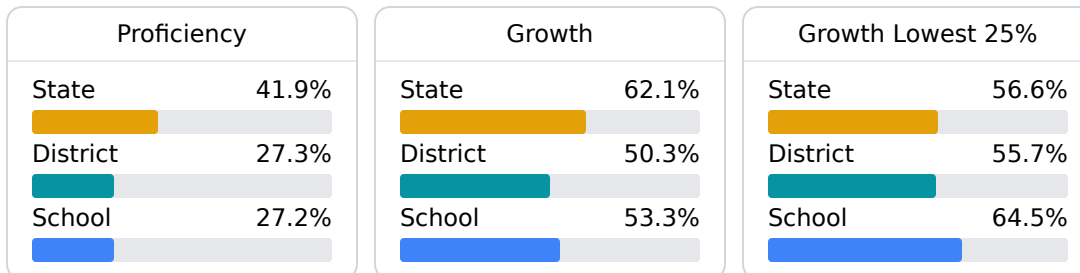 Proficiency
State 41.9%
District 27.3%
School 27.2%
Growth
State 62.1%
District 50.3%
School 53.3%
Growth Lowest 25%
State 56.6%
District 55.7%
School 64.5%